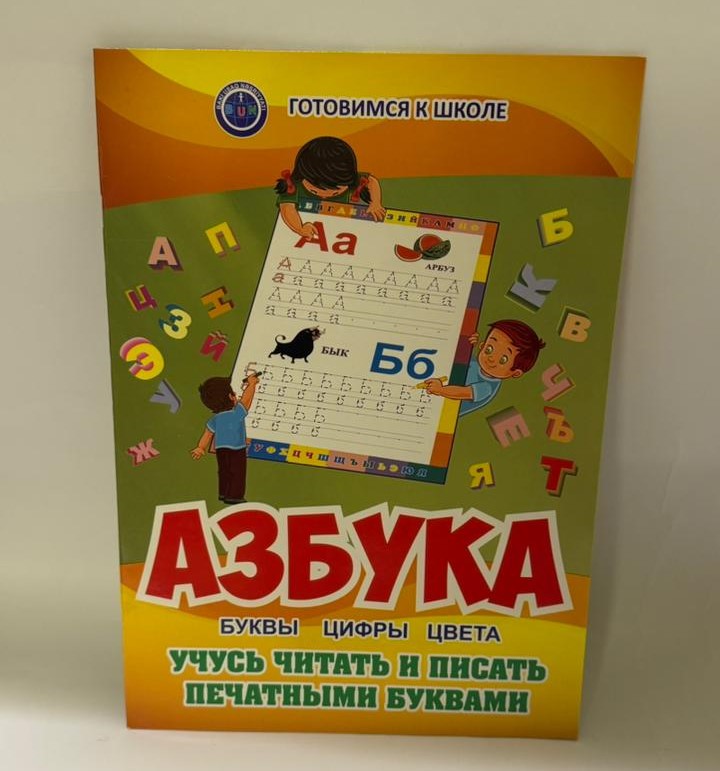 ГОТОВИМСЯ К ШКОЛЕ
Аа
АРБУЗ
А А А А А А А А А
а а а а а а а а а
А А А А
а а а а
БЫК
Бб
Б Б Б Б Б Б Б Б Б
б б б б б б б б б
Б Б Б Б
б б б б
У Ф Х Ц Ч Ш Щ Ъ Ы Ь Э Ю Я
А П Б
К
Ц З Н В
Э Й
У Ч
Е Ъ
Ж Я Т
АЗБУКА
БУКВЫ ЦИФРЫ ЦВЕТА
УЧУСЬ ЧИТАТЬ И ПИСАТЬ
ПЕЧАТНЫМИ БУКВАМИ